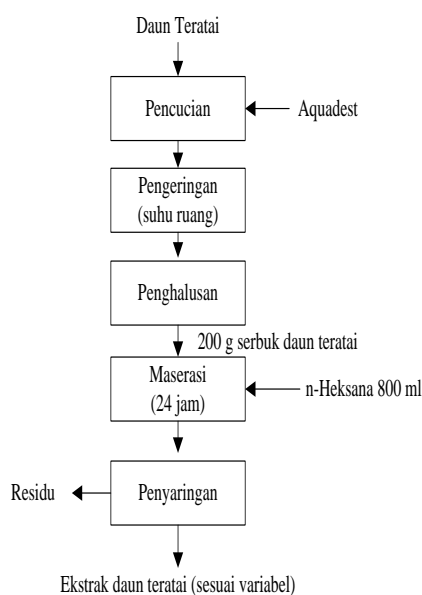 Daun Teratai
Pencucian
Aquadest
Pengeringan
(suhu ruang)
Penghalusan
200 g serbuk daun teratai
Maserasi
(24 jam)
n-Heksana 800 ml
Residu
Penyaringan
Ekstrak daun teratai (sesuai variabel)